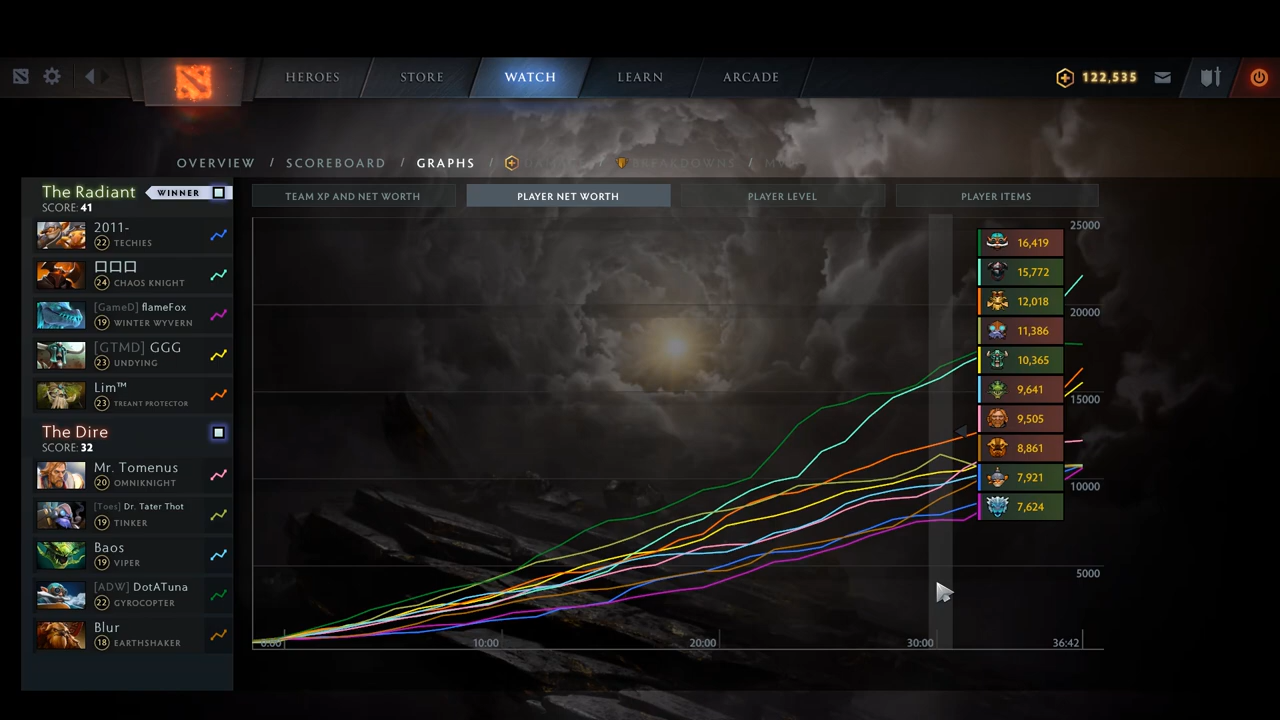 HEROES
STORE
WATCH
LEARN
ARCADE
122,535
OVERVIEW / SCOREBOARD / GRAPHS / / BREAKDOWNS /
The Radiant WINNER
SCORE: 41
2011-
22 TECHIES
口口口
24 CHAOS KNIGHT
[GameD] flameFox
19 WINTER WYVERN
[GTMD] GGG
23 UNDYING
Lim™
23 TREANT PROTECTOR
The Dire
SCORE: 32
Mr. Tomenus
20 OMNIKNIGHT
[Toes] Dr. Tater Thot
19 TINKER
Baos
19 VIPER
[ADW] DotATuna
22 GYROCOPTER
Blur
18 EARTHSHAKER
TEAM XP AND NET WORTH
PLAYER NET WORTH
PLAYER LEVEL
PLAYER ITEMS
25000
20000
15000
10000
5000
16,419
15,772
12,018
11,386
10,365
9,641
9,505
8,861
7,921
7,624
0:00
10:00
20:00
30:00
36:42